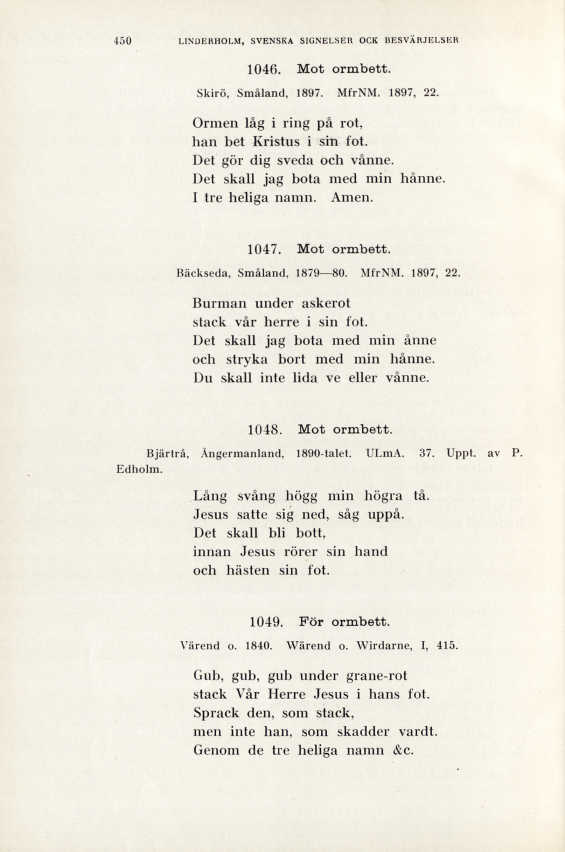 450 LINDERHOLM, SVENSKA SIGNELSER OCK BESVÄRJELSER
1046. Mot ormbett.
Skirö, Småland, 1897. MfrNM. 1897, 22.
Ormen låg i ring på rot,
han bet Kristus i sin fot.
Det gör dig sveda och vånne.
Det skall jag bota med min hånne.
I tre heliga namn. Amen.
1047. Mot ormbett.
Bäckseda, Småland, 1879—80. MfrNM. 1897, 22.
Burman under askerot
stack vår herre i sin fot.
Det skall jag bota med min ånne
och stryka bort med min hånne.
Du skall inte lida ve eller vånne.
1048. Mot ormbett.
Bjärtrå, Ångermanland, 1890-talet. ULmA. 37. Uppt. av P.
Edholm.
Lång svång högg min högra tå.
Jesus satte sig ned, såg uppå.
Det skall bli bott,
innan Jesus rörer sin hand
och hästen sin fot.
1049. För ormbett.
Värend o. 1840. Wärend o. Wirdarne, I, 415.
Gub, gub, gub under grane-rot
stack Vår Herre Jesus i hans fot.
Sprack den, som stack,
men inte han, som skadder vardt.
Genom de tre heliga namn &c.